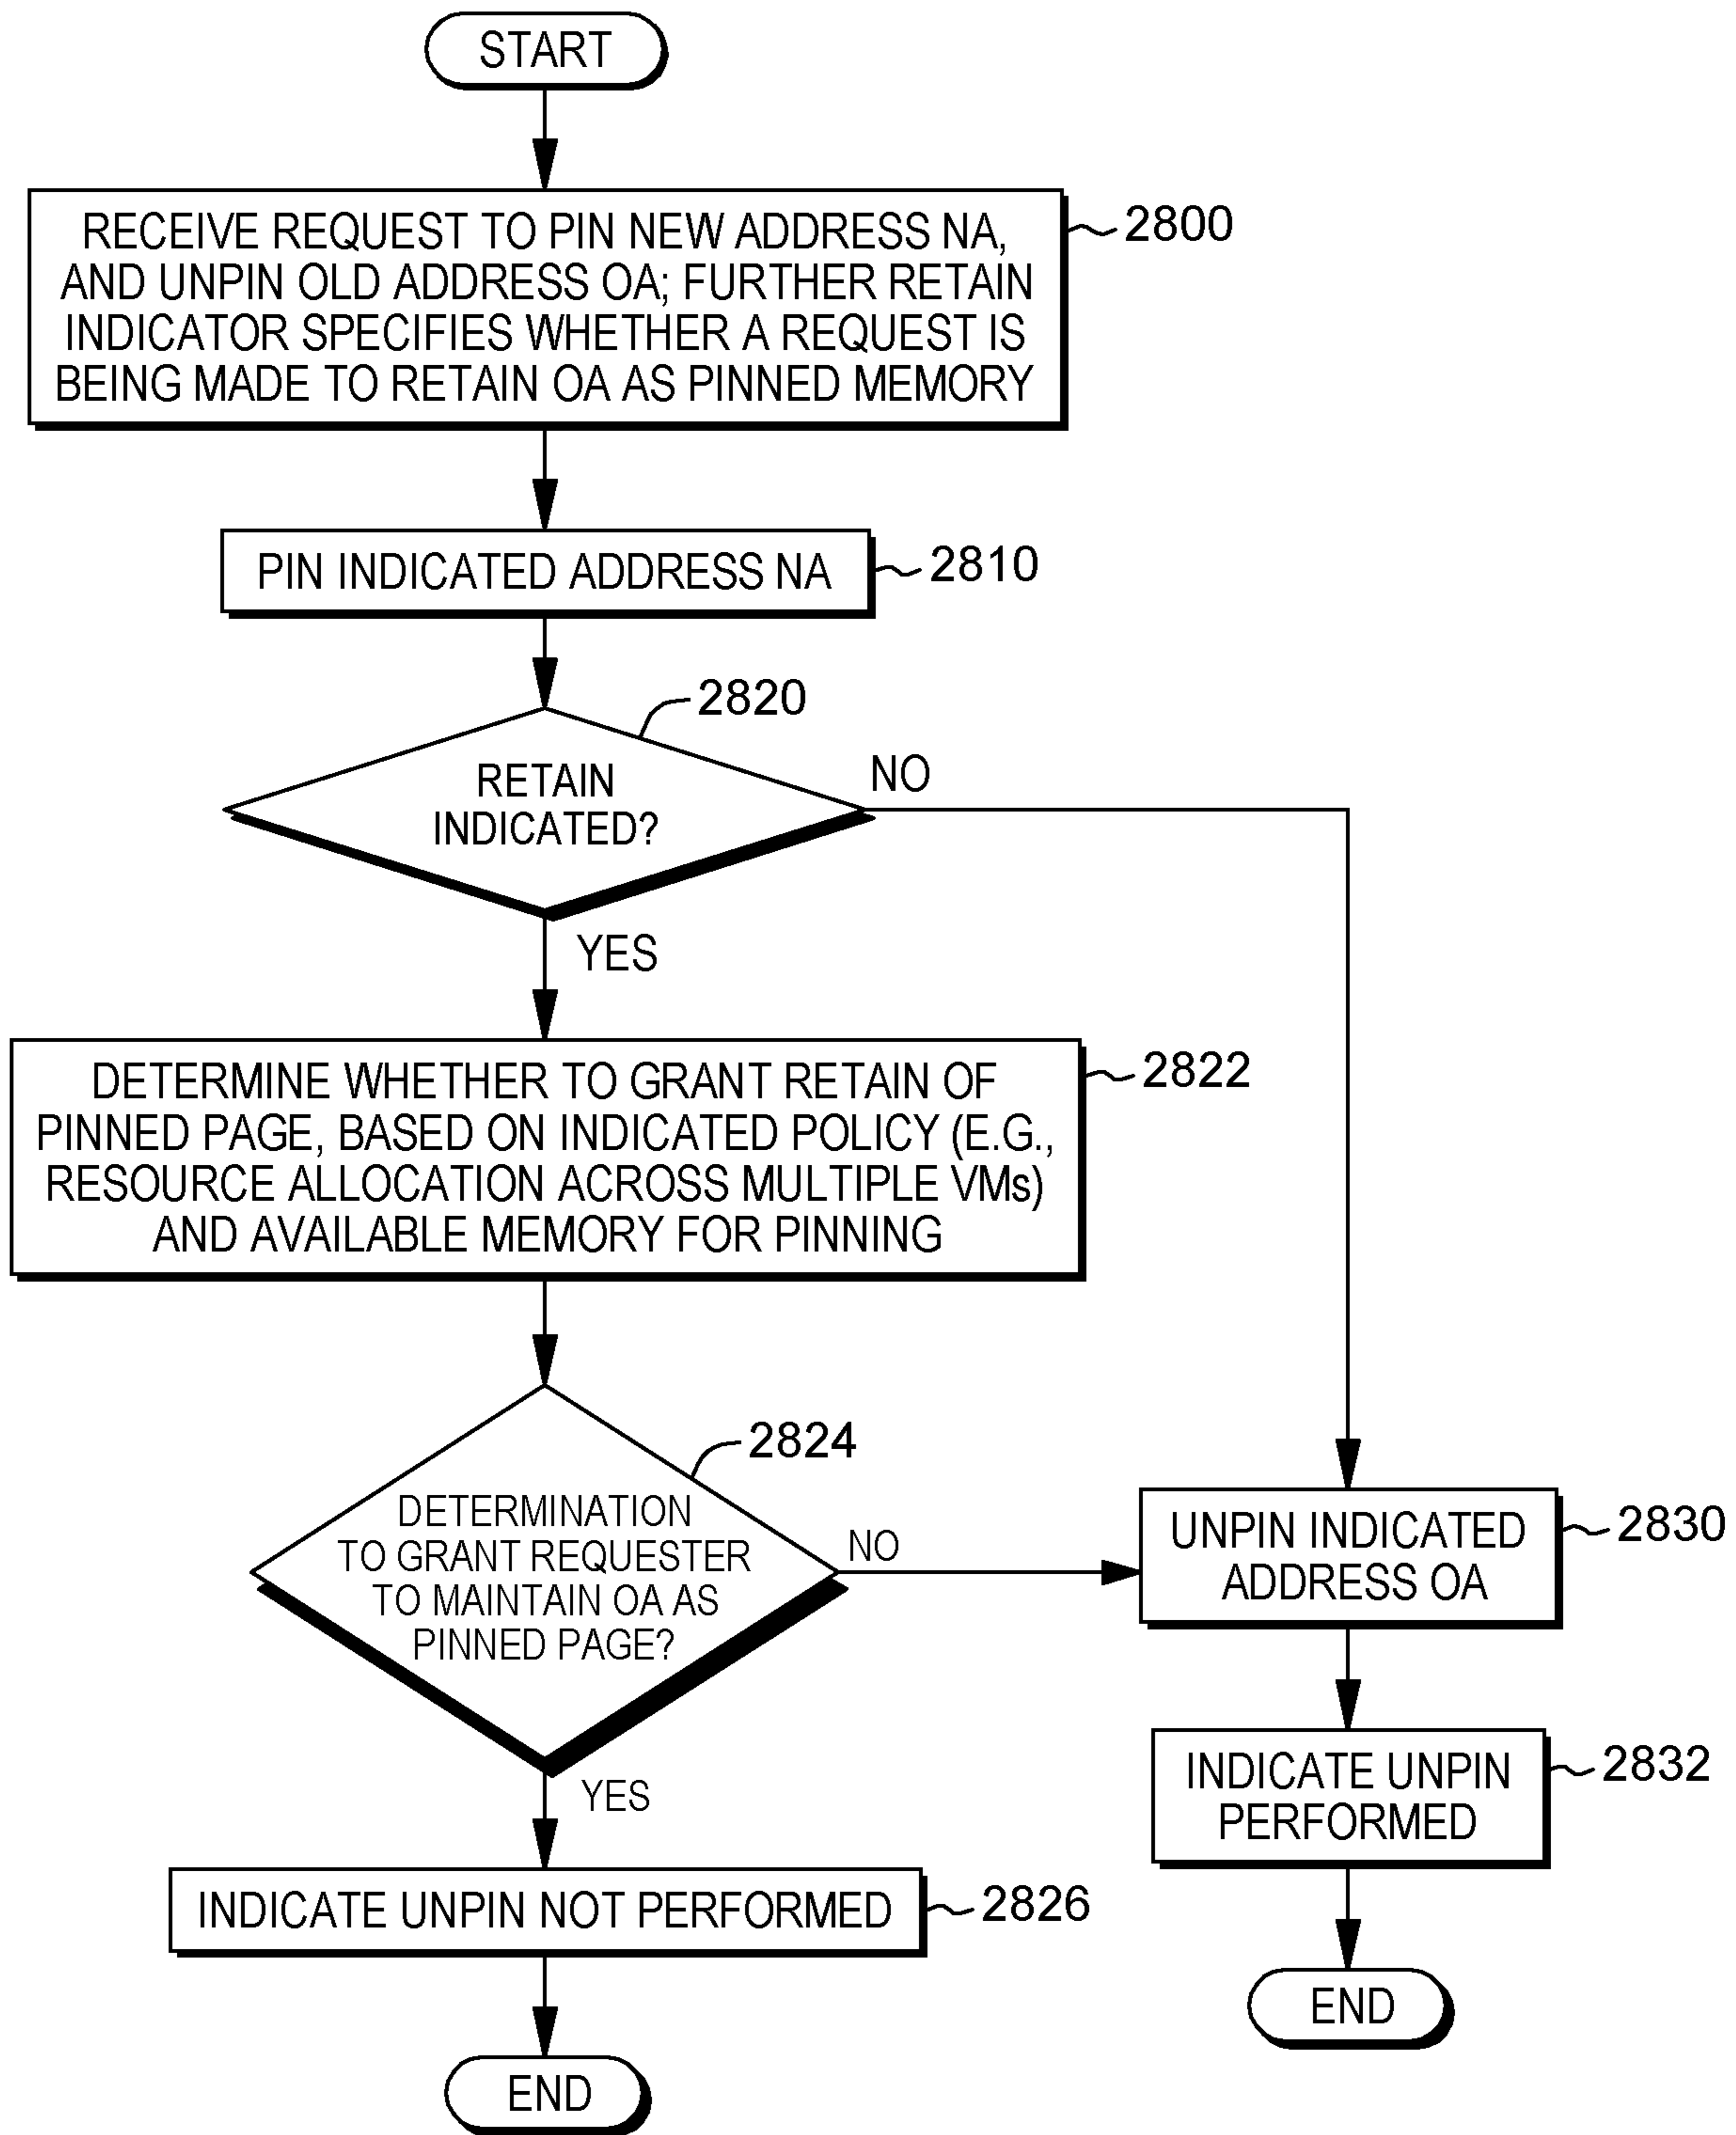 START
RECEIVE REQUEST TO PIN NEW ADDRESS NA,
AND UNPIN OLD ADDRESS OA; FURTHER RETAIN
INDICATOR SPECIFIES WHETHER A REQUEST IS
BEING MADE TO RETAIN OA AS PINNED MEMORY
2800
PIN INDICATED ADDRESS NA
2810
2820
RETAIN
INDICATED?
NO
YES
DETERMINE WHETHER TO GRANT RETAIN OF
PINNED PAGE, BASED ON INDICATED POLICY (E.G.,
RESOURCE ALLOCATION ACROSS MULTIPLE VMs)
AND AVAILABLE MEMORY FOR PINNING
2822
2824
DETERMINATION
TO GRANT REQUESTER
TO MAINTAIN OA AS
PINNED PAGE?
NO
YES
UNPIN INDICATED
ADDRESS OA
2830
INDICATE UNPIN
PERFORMED
2832
INDICATE UNPIN NOT PERFORMED
2826
END
END